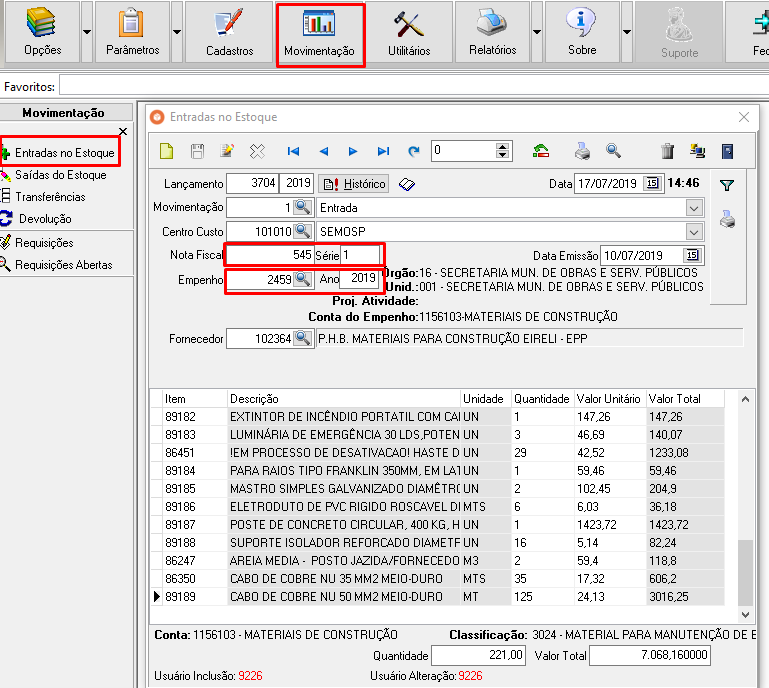 Opções Parâmetros Cadastros Movimentação Utilitários Relatórios Sobre Suporte Fec
Favoritos:
Movimentação
Entradas no Estoque
Saídas do Estoque
Transferências
Devolução
Requisições
Requisições Abertas
Entradas no Estoque
0
Lançamento 3704 2019 Histórico Data 17/07/2019 15 14:46
Movimentação 1 Entrada
Centro Custo 101010 SEMOSP
Nota Fiscal 545 Série 1 Data Emissão 10/07/2019 15
Empenho 2459 Ano 2019 Orgão:16 - SECRETARIA MUN. DE OBRAS E SERV. PÚBLICOS
Unid.:001 - SECRETARIA MUN. DE OBRAS E SERV. PÚBLICOS
Proj. Atividade:
Conta do Empenho:1156103-MATERIAIS DE CONSTRUÇÃO
Fornecedor 102364 P.H.B. MATERIAIS PARA CONSTRUÇÃO EIRELI - EPP
Item Descrição Unidade Quantidade Valor Unitário Valor Total
89182 EXTINTOR DE INCÊNDIO PORTATIL COM CAI UN 1 147,26 147,26
89183 LUMINÁRIA DE EMERGÊNCIA 30 LDS,POTEN UN 3 46,69 140,07
86451 !EM PROCESSO DE DESATIVACAO! HASTE D UN 29 42,52 1233,08
89184 PARA RAIOS TIPO FRANKLIN 350MM, EM LAT UN 1 59,46 59,46
89185 MASTRO SIMPLES GALVANIZADO DIAMÊTRO UN 2 102,45 204,9
89186 ELETRODUTO DE PVC RIGIDO ROSCAVEL DI MTS 6 6,03 36,18
89187 POSTE DE CONCRETO CIRCULAR, 400 KG, H UN 1 1423,72 1423,72
89188 SUPORTE ISOLADOR REFORCADO DIAMETF UN 16 5,14 82,24
86247 AREIA MEDIA - POSTO JAZIDA/FORNECEDO M3 2 59,4 118,8
86350 CABO DE COBRE NU 35 MM2 MEIO-DURO MTS 35 17,32 606,2
89189 CABO DE COBRE NU 50 MM2 MEIO-DURO MT 125 24,13 3016,25
Conta: 1156103 - MATERIAIS DE CONSTRUÇÃO Classificação: 3024 - MATERIAL PARA MANUTENÇÃO DE E
Quantidade 221,00 Valor Total 7.068,160000
Usuário Inclusão: 9226 Usuário Alteração: 9226